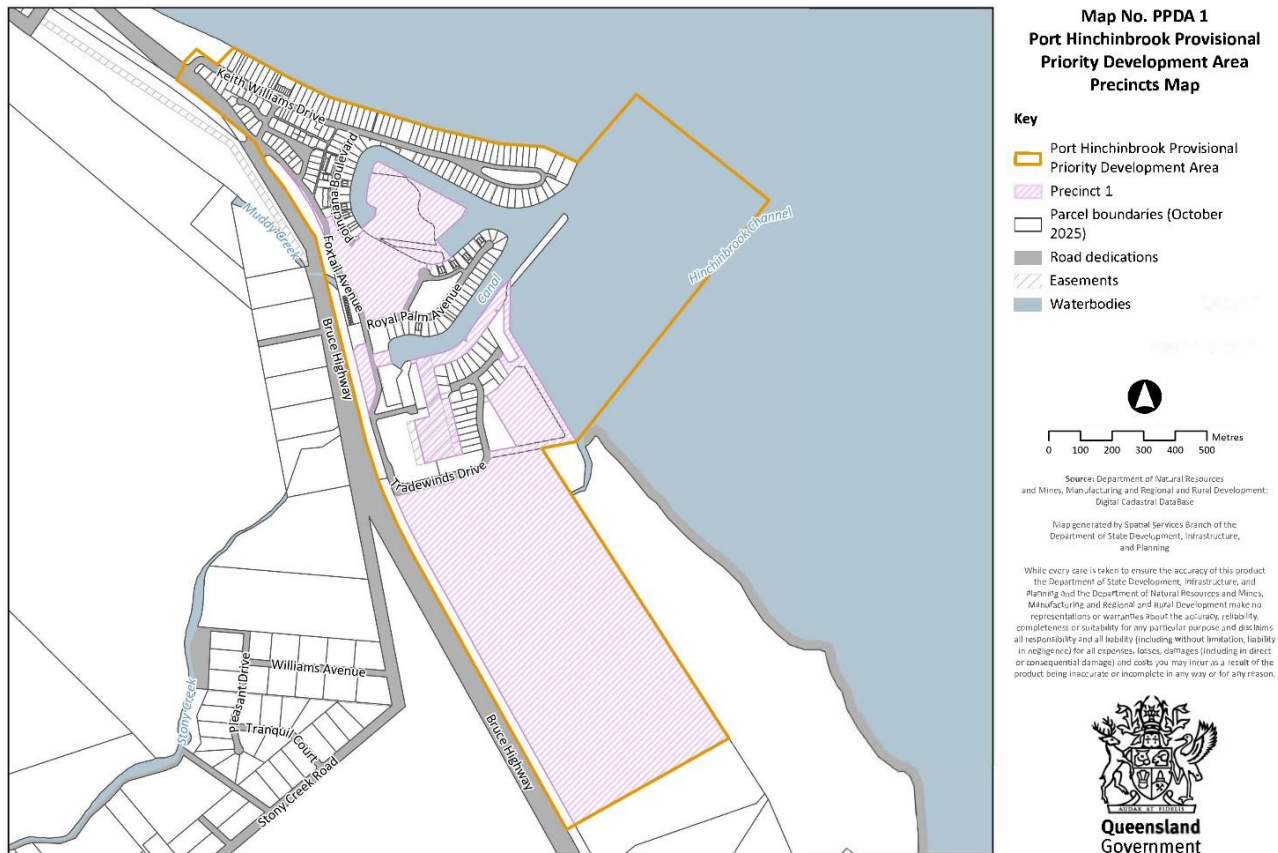 Map No. PPDA 1
Port Hinchinbrook Provisional
Priority Development Area
Precincts Map
Key
Port Hinchinbrook Provisional
Priority Development Area
Precinct 1
Parcel boundaries (October
2025)
Road dedications
Easements
Waterbodies
Keith Williams Drive
Poinciana Boulevard
Muddy Creek
Foxtail Avenue
Hinchinbrook channel
Canal
Royal Palm Avenue
Bruce Highway
Tradewinds Drive
Williams Avenue
Pleasant Drive
Stony Creek
Tranquil Court
Stony Creek Road
Bruce Highway
Metres
0 100 200 300 400 500
Source: Department of Natural Resources
and Mines, Manufacturing and Regional and Rural Development:
Digital Cadastral DataBase
Map generated by Spatial Services Branch of the
Department of State Development, Infrastructure,
and Planning
While every care is taken to ensure the accuracy of this product
the Department of State Development, Infrastructure, and
Planning and the Department of Natural Resources and Mines,
Manufacturing and Regional and Rural Development make no
representations or warranties about the accuracy, reliability,
completeness or suitability for any particular purpose and disclaims
all responsibility and all liability (including without limitation, liability
in negligence) for all expenses, losses, damages (including in direct
or consequential damage) and costs you may incur as a result of the
product being inaccurate or incomplete in any way or for any reason.
AUDAX AT FIDELIS
Queensland
Government